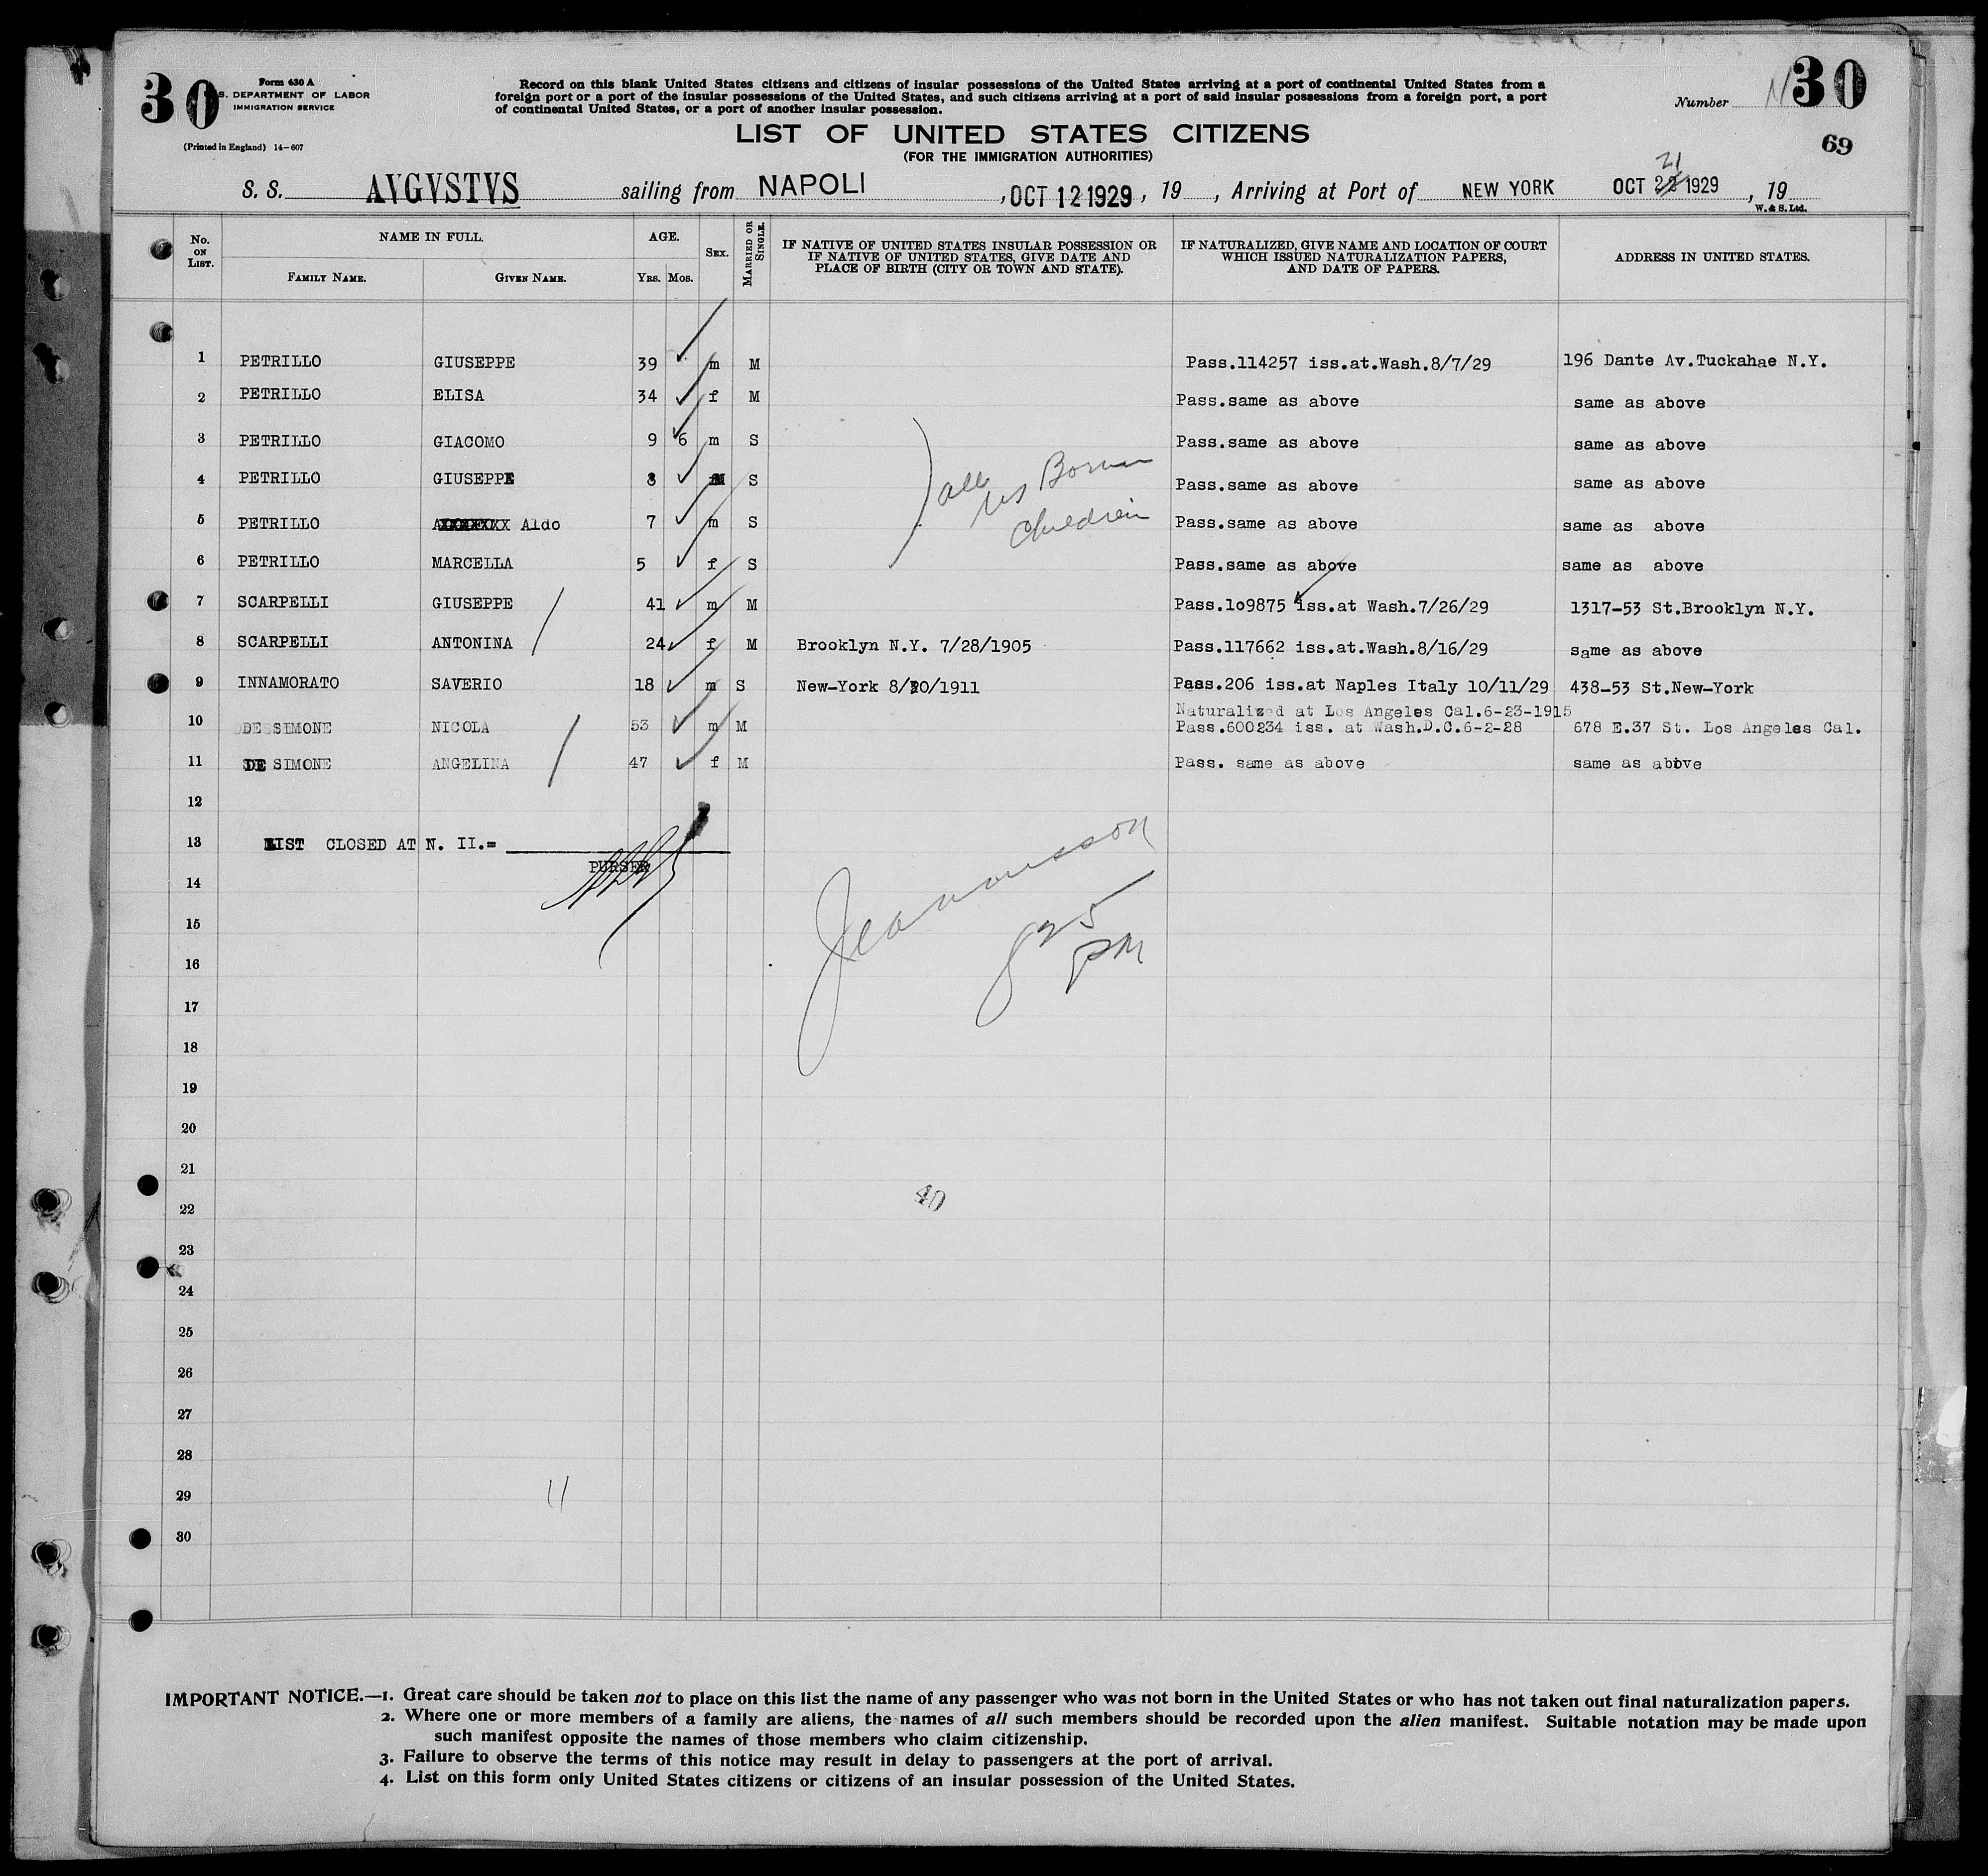 30
Form 630 A
U.S. DEPARTMENT OF LABOR
IMMIGRATION SERVICE
(Printed in England) 14-607
Record on this blank United States citizens and citizens of insular possessions of the United States arriving at a port of continental United States from a
foreign port or a port of the insular possessions of the United States, and such citizens arriving at a port of said insular possessions from a foreign port, a port
of continental United States, or a port of another insular possession.
Number N 30
LIST OF UNITED STATES CITIZENS
(FOR THE IMMIGRATION AUTHORITIES)
69
S. S. AVGVSTVS sailing from NAPOLI, OCT 12 1929, 19 , Arriving at Port of NEW YORK OCT 22 21 1929, 19
W. & S. Ltd.
No. ON LIST. NAME IN FULL. FAMILY NAME. GIVEN NAME. AGE. YRS. MOS. SEX. MARRIED OR SINGLE. IF NATIVE OF UNITED STATES INSULAR POSSESSION OR IF NATIVE OF UNITED STATES, GIVE DATE AND PLACE OF BIRTH (CITY OR TOWN AND STATE). IF NATURALIZED, GIVE NAME AND LOCATION OF COURT WHICH ISSUED NATURALIZATION PAPERS, AND DATE OF PAPERS. ADDRESS IN UNITED STATES.
1 PETRILLO GIUSEPPE 39 m M Pass.114257 iss.at.Wash.8/7/29 196 Dante Av.Tuckahae N.Y.
2 PETRILLO ELISA 34 f M Pass.same as above same as above
3 PETRILLO GIACOMO 9 6 m S Pass.same as above same as above
4 PETRILLO GIUSEPPE 8 M S Pass.same as above same as above
5 PETRILLO Aldo 7 m S Pass.same as above same as above
6 PETRILLO MARCELLA 5 f S Pass.same as above same as above
all US Born
Children
7 SCARPELLI GIUSEPPE 41 m M Pass.1o9875 iss.at Wash.7/26/29 1317-53 St.Brooklyn N.Y.
8 SCARPELLI ANTONINA 24 f M Brooklyn N.Y. 7/28/1905 Pass.117662 iss.at.Wash.8/16/29 same as above
9 INNAMORATO SAVERIO 18 m S New-York 8/20/1911 Pass.206 iss.at Naples Italy 10/11/29 438-53 St.New-York
Naturalized at Los Angeles Cal.6-23-1915
10 DE SIMONE NICOLA 53 m M Pass.600234 iss. at Wash.D.C.6-2-28 678 E.37 St. Los Angeles Cal.
11 DE SIMONE ANGELINA 47 f M Pass. same as above same as above
12
13 LIST CLOSED AT N. II.=
PURSER
14
15
825
PM
16
17
18
19
20
21
22
40
23
24
25
26
27
28
29
11
30
IMPORTANT NOTICE.—1. Great care should be taken not to place on this list the name of any passenger who was not born in the United States or who has not taken out final naturalization papers.
2. Where one or more members of a family are aliens, the names of all such members should be recorded upon the alien manifest. Suitable notation may be made upon
such manifest opposite the names of those members who claim citizenship.
3. Failure to observe the terms of this notice may result in delay to passengers at the port of arrival.
4. List on this form only United States citizens or citizens of an insular possession of the United States.